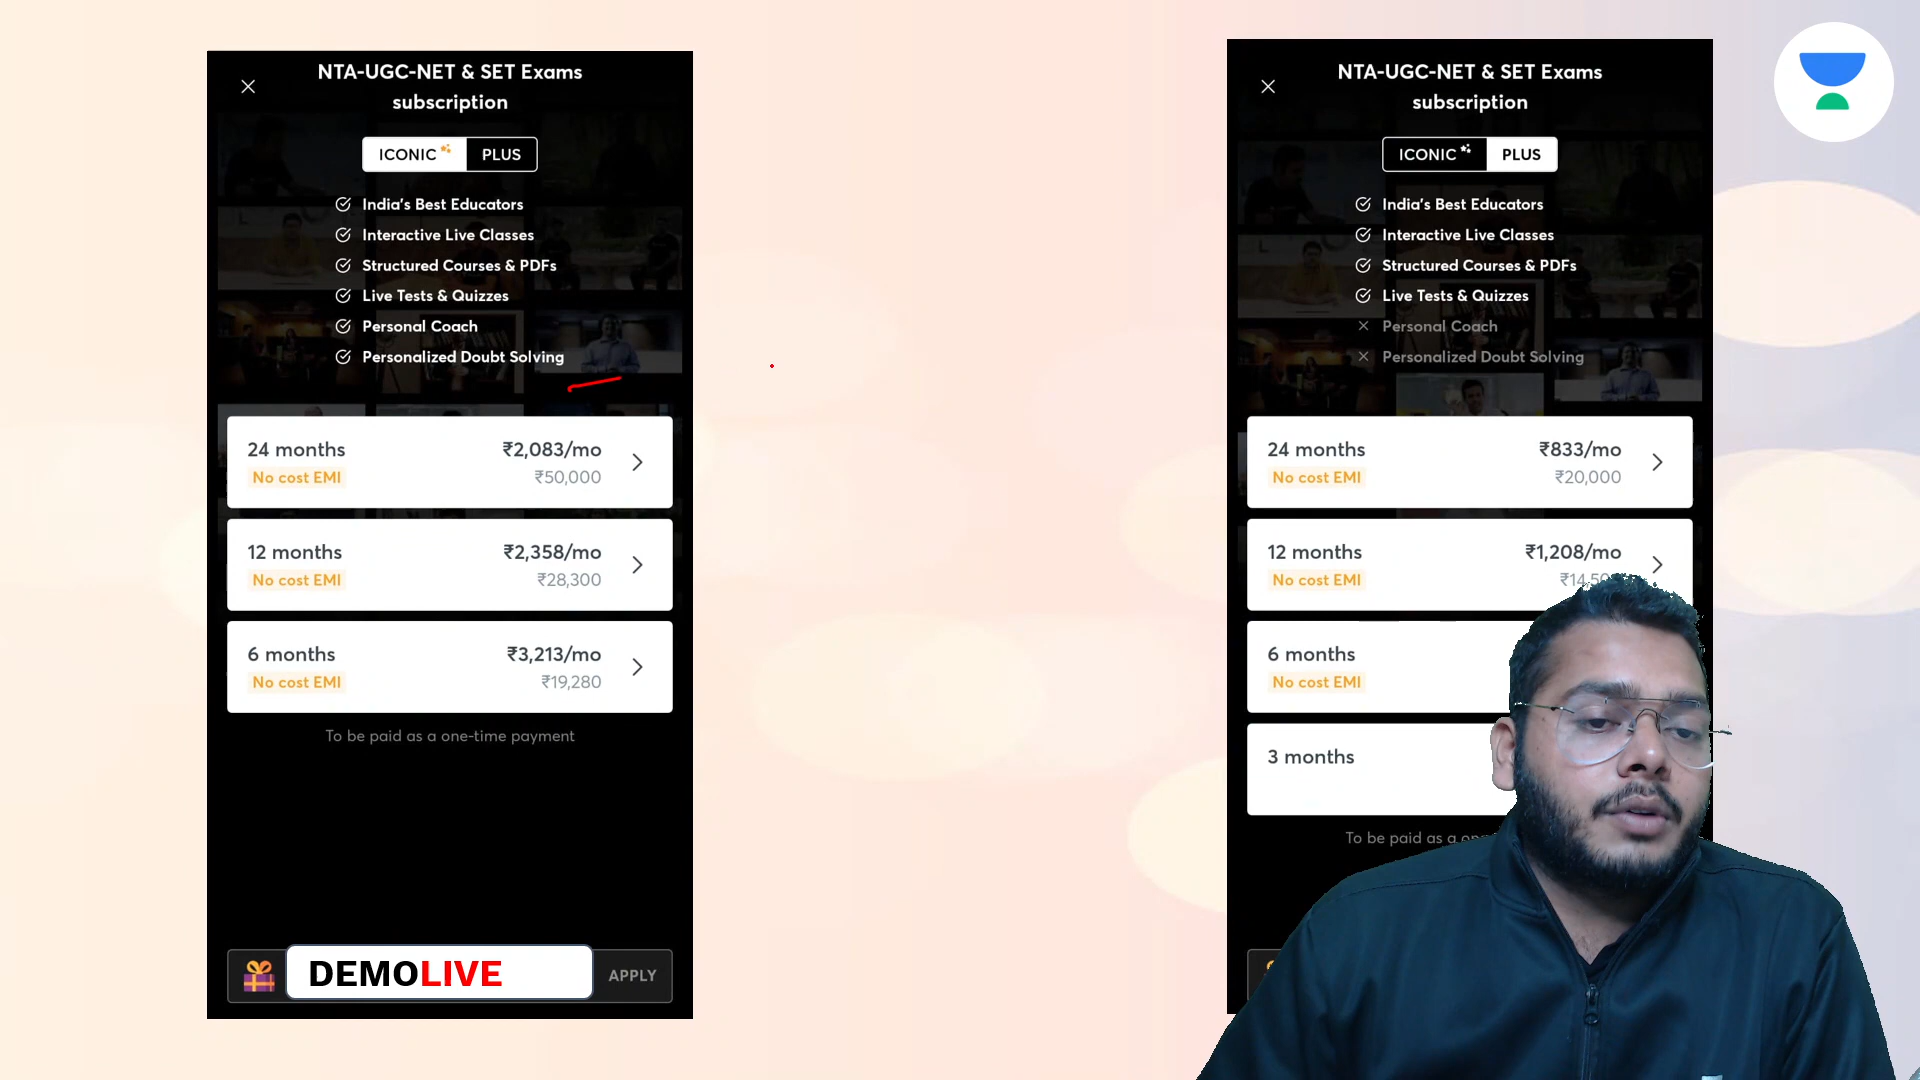 NTA-UGC-NET & SET Exams
subscription
ICONIC PLUS
India's Best Educators
Interactive Live Classes
Structured Courses & PDFs
Live Tests & Quizzes
Personal Coach
Personalized Doubt Solving
24 months ₹2,083/mo
No cost EMI ₹50,000
12 months ₹2,358/mo
No cost EMI ₹28,300
6 months ₹3,213/mo
No cost EMI ₹19,280
To be paid as a one-time payment
DEMOLIVE APPLY
NTA-UGC-NET & SET Exams
subscription
ICONIC PLUS
India's Best Educators
Interactive Live Classes
Structured Courses & PDFs
Live Tests & Quizzes
Personal Coach
Personalized Doubt Solving
24 months ₹833/mo
No cost EMI ₹20,000
12 months ₹1,208/mo
No cost EMI
6 months
No cost EMI
3 months
To be paid as a